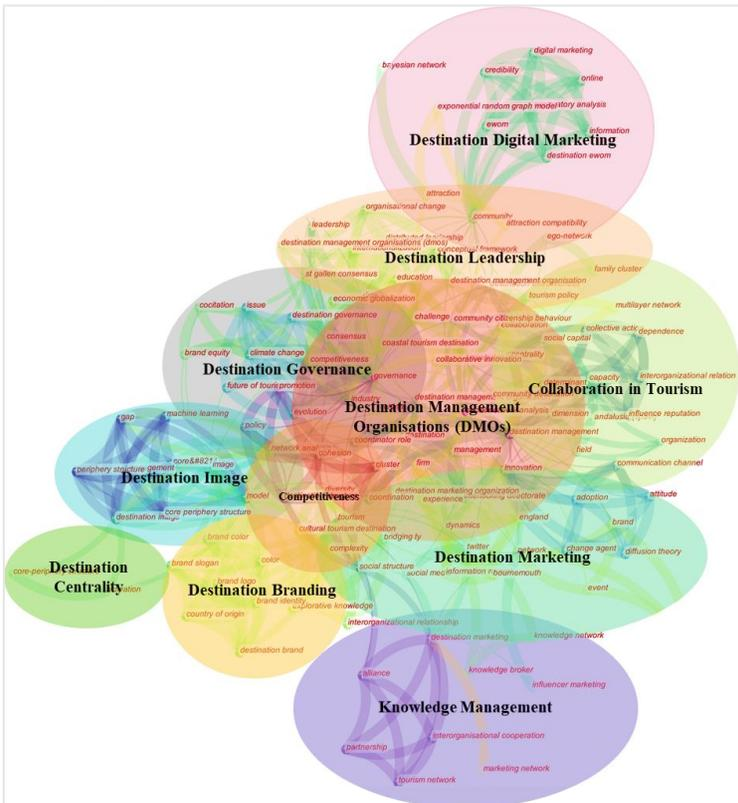 digital marketing
bayesian network
credibility
online
exponential random graph model
ewom
information
Destination Digital Marketing
destination ewom
attraction
organisational change
community
leadership
attraction compatibility
ego-network
destination management organisations (dmos)
conceptual framework
Destination Leadership
st gallen consensus
education
destination management organisation
family cluster
economic globalization
tourism policy
cocitation
issue
multilayer network
destination governance
challenge
community citizenship behaviour
collaboration
collective
dependence
social capital
consensus
coastal tourism destination
brand equity
climate change
competitiveness
collaborative innovation
Destination Governance
governance
capacity
interorganizational relation
future of tourism
promotion
Collaboration in Tourism
industry
evolution
Destination Management
Organisations (DMOs)
dimension
influence reputation
gap
machine learning
policy
destination management
coordinator role
organization
management
field
cohesion
image
periphery structure
cluster
firm
innovation
communication channel
Destination Image
model
Competitiveness
coordination
destination marketing organization
experience
adoption
attitude
core periphery structure
tourism
england
brand
cultural tourism destination
dynamics
brand color
bridging
complexity
twitter
network
change agent
diffusion theory
Destination Marketing
color
brand slogan
social structure
bournemouth
Destination
Centrality
brand logo
event
Destination Branding
brand identity
country of origin
interorganizational relationship
destination brand
destination marketing
knowledge network
alliance
knowledge broker
influencer marketing
Knowledge Management
interorganisational cooperation
partnership
marketing network
tourism network